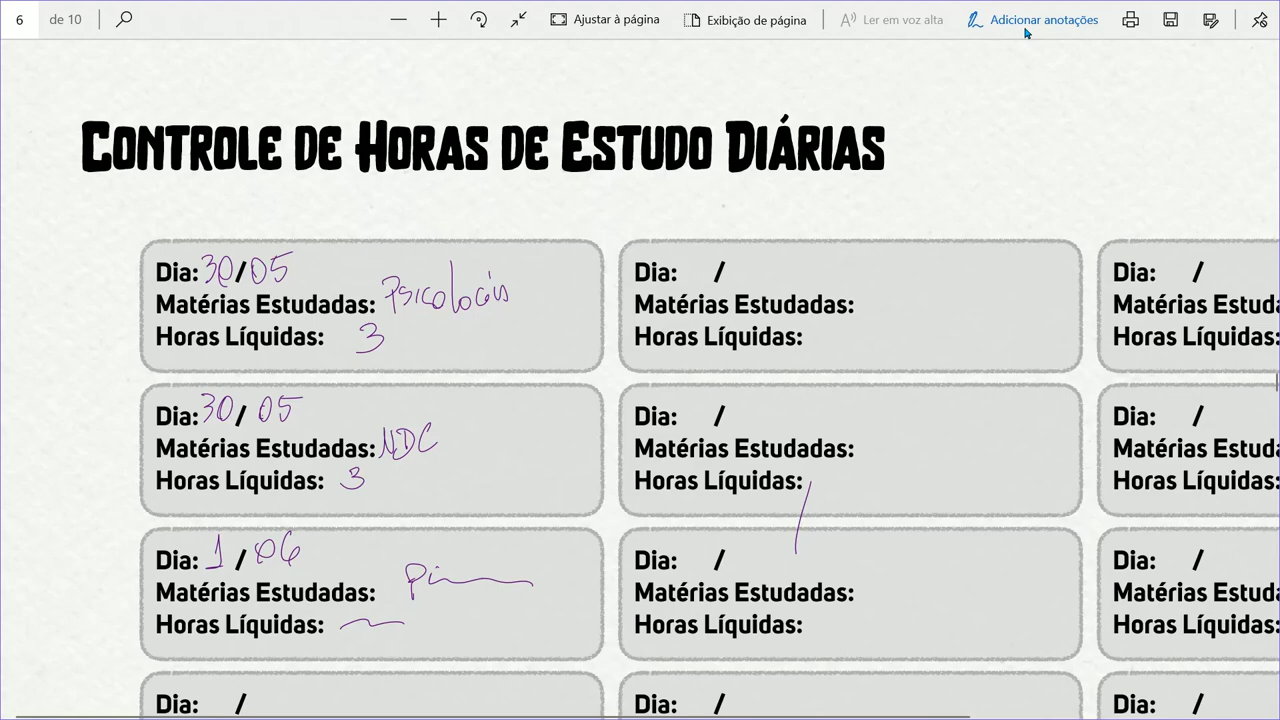 6 de 10 Ajustar à página Exibição de página Ler em voz alta Adicionar anotações
CONTROLE DE HORAS DE ESTUDO DIÁRIAS
Dia: 30/05
Matérias Estudadas: Psicologia
Horas Líquidas: 3
Dia: /
Matérias Estudadas:
Horas Líquidas:
Dia: /
Matérias Estuda
Horas Líquidas:
Dia: 30/05
Matérias Estudadas: NDC
Horas Líquidas: 3
Dia: /
Matérias Estudadas:
Horas Líquidas:
Dia: /
Matérias Estuda
Horas Líquidas:
Dia: 1/06
Matérias Estudadas:
Horas Líquidas:
Dia: /
Matérias Estudadas:
Horas Líquidas:
Dia: /
Matérias Estuda
Horas Líquidas:
Dia: /
Dia: /
Dia: /